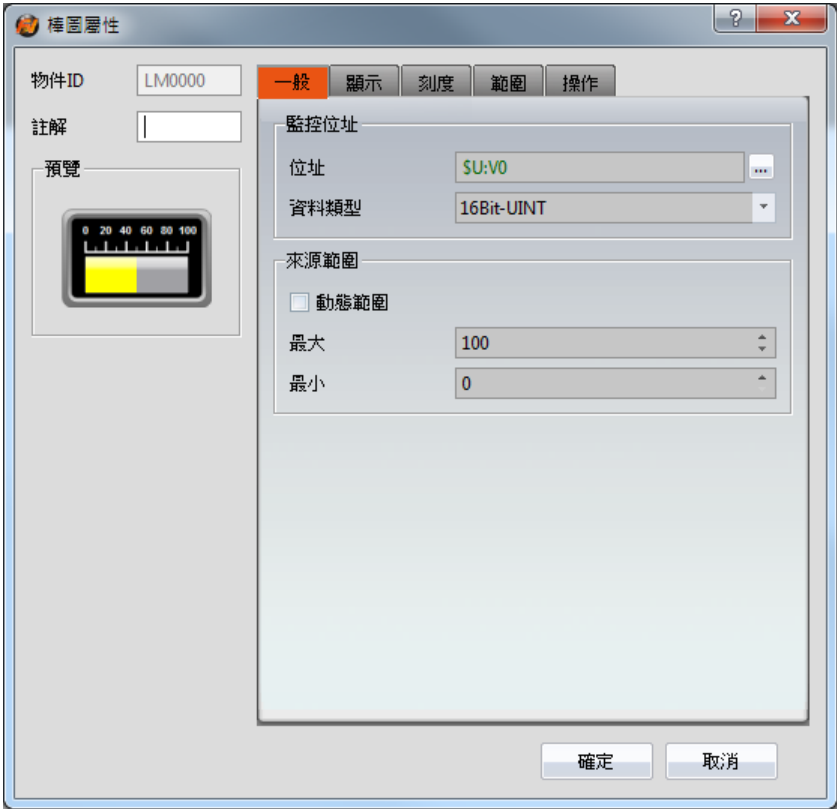 棒圖屬性
?
物件ID LM0000
註解
預覽
0 20 40 60 80 100
一般 顯示 刻度 範圍 操作
監控位址
位址 $U:V0 ...
資料類型 16Bit-UINT
來源範圍
動態範圍
最大 100
最小 0
確定 取消